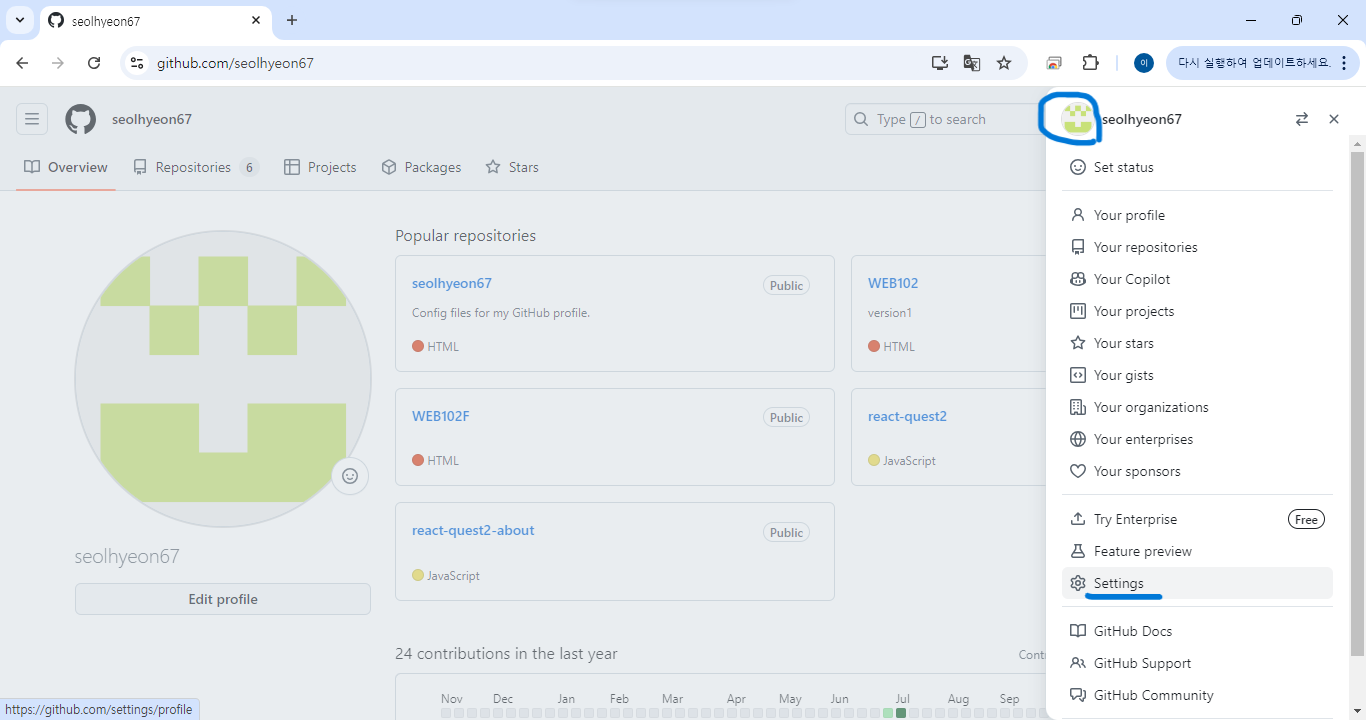 seolhyeon67
github.com/seolhyeon67
이
다시 실행하여 업데이트하세요.
seolhyeon67
Type / to search
seolhyeon67
Overview
Repositories 6
Projects
Packages
Stars
Set status
Your profile
Your repositories
Your Copilot
Your projects
Your stars
Your gists
Your organizations
Your enterprises
Your sponsors
Try Enterprise Free
Feature preview
Settings
GitHub Docs
GitHub Support
GitHub Community
Popular repositories
seolhyeon67 Public
Config files for my GitHub profile.
HTML
WEB102
version1
HTML
WEB102F Public
HTML
react-quest2
JavaScript
react-quest2-about Public
JavaScript
seolhyeon67
Edit profile
24 contributions in the last year
Nov Dec Jan Feb Mar Apr May Jun Jul Aug Sep
https://github.com/settings/profile